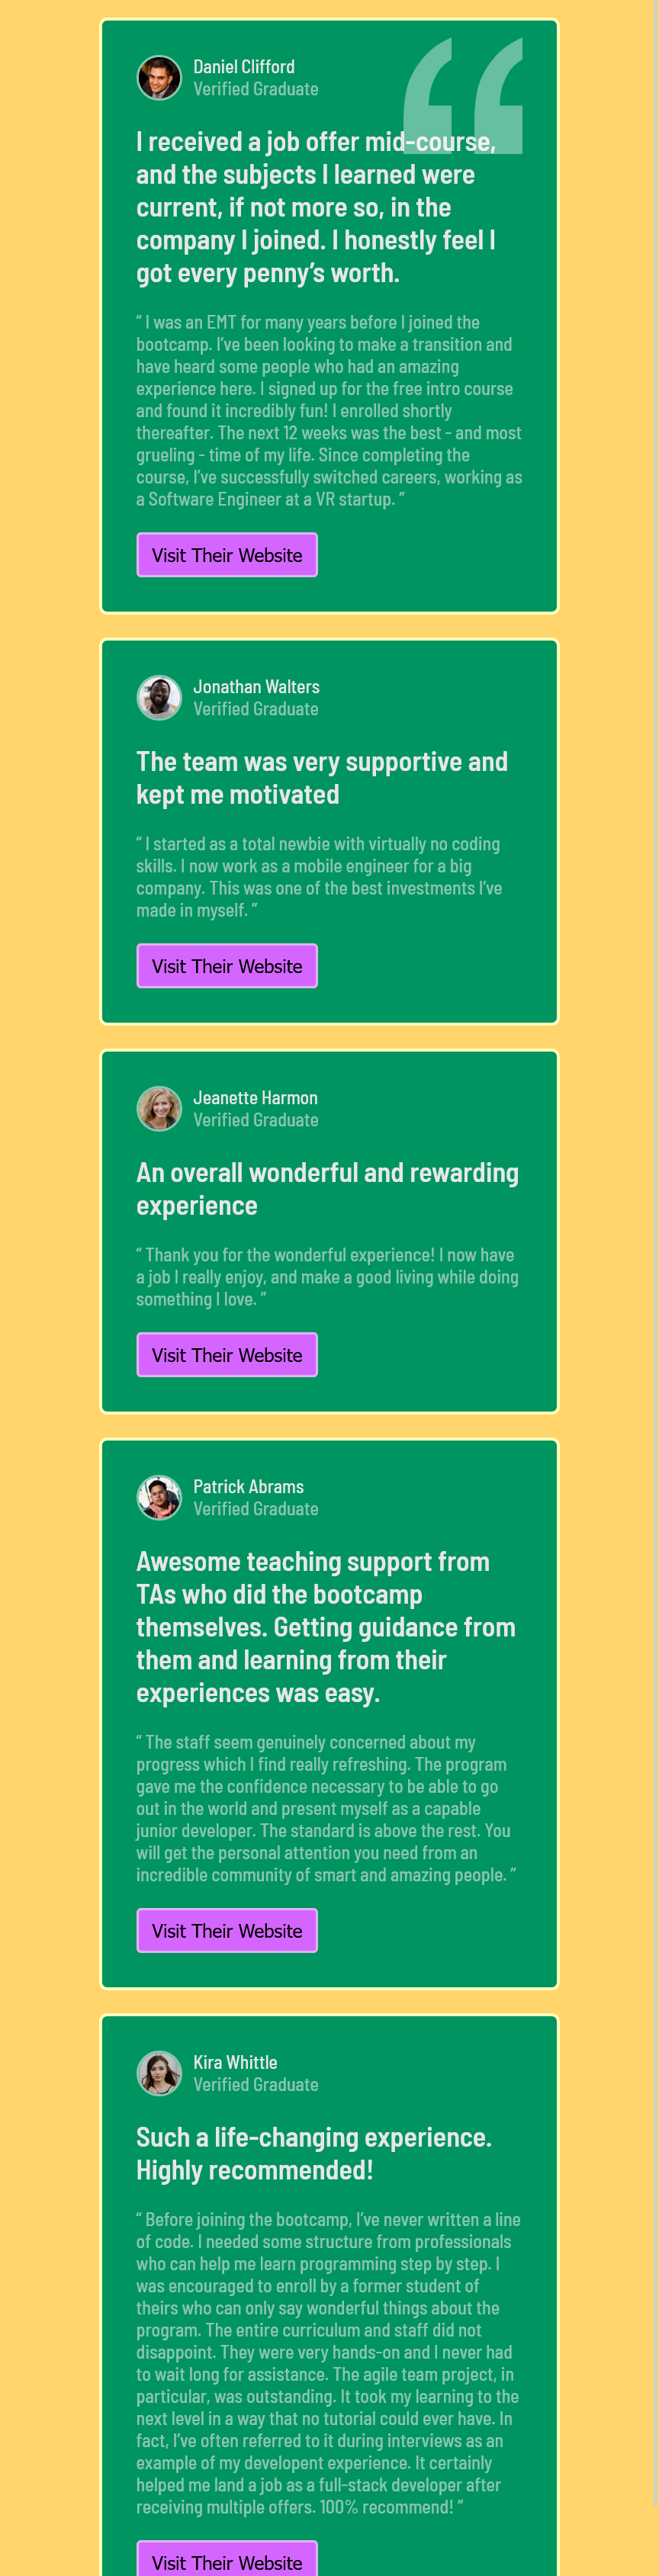 Daniel Clifford
Verified Graduate
I received a job offer mid-course,
and the subjects I learned were
current, if not more so, in the
company I joined. I honestly feel I
got every penny’s worth.
“ I was an EMT for many years before I joined the
bootcamp. I’ve been looking to make a transition and
have heard some people who had an amazing
experience here. I signed up for the free intro course
and found it incredibly fun! I enrolled shortly
thereafter. The next 12 weeks was the best - and most
grueling - time of my life. Since completing the
course, I’ve successfully switched careers, working as
a Software Engineer at a VR startup. ”
Visit Their Website
Jonathan Walters
Verified Graduate
The team was very supportive and
kept me motivated
“ I started as a total newbie with virtually no coding
skills. I now work as a mobile engineer for a big
company. This was one of the best investments I’ve
made in myself. ”
Visit Their Website
Jeanette Harmon
Verified Graduate
An overall wonderful and rewarding
experience
“ Thank you for the wonderful experience! I now have
a job I really enjoy, and make a good living while doing
something I love. ”
Visit Their Website
Patrick Abrams
Verified Graduate
Awesome teaching support from
TAs who did the bootcamp
themselves. Getting guidance from
them and learning from their
experiences was easy.
“ The staff seem genuinely concerned about my
progress which I find really refreshing. The program
gave me the confidence necessary to be able to go
out in the world and present myself as a capable
junior developer. The standard is above the rest. You
will get the personal attention you need from an
incredible community of smart and amazing people. ”
Visit Their Website
Kira Whittle
Verified Graduate
Such a life-changing experience.
Highly recommended!
“ Before joining the bootcamp, I’ve never written a line
of code. I needed some structure from professionals
who can help me learn programming step by step. I
was encouraged to enroll by a former student of
theirs who can only say wonderful things about the
program. The entire curriculum and staff did not
disappoint. They were very hands-on and I never had
to wait long for assistance. The agile team project, in
particular, was outstanding. It took my learning to the
next level in a way that no tutorial could ever have. In
fact, I’ve often referred to it during interviews as an
example of my developent experience. It certainly
helped me land a job as a full-stack developer after
receiving multiple offers. 100% recommend! ”
Visit Their Website